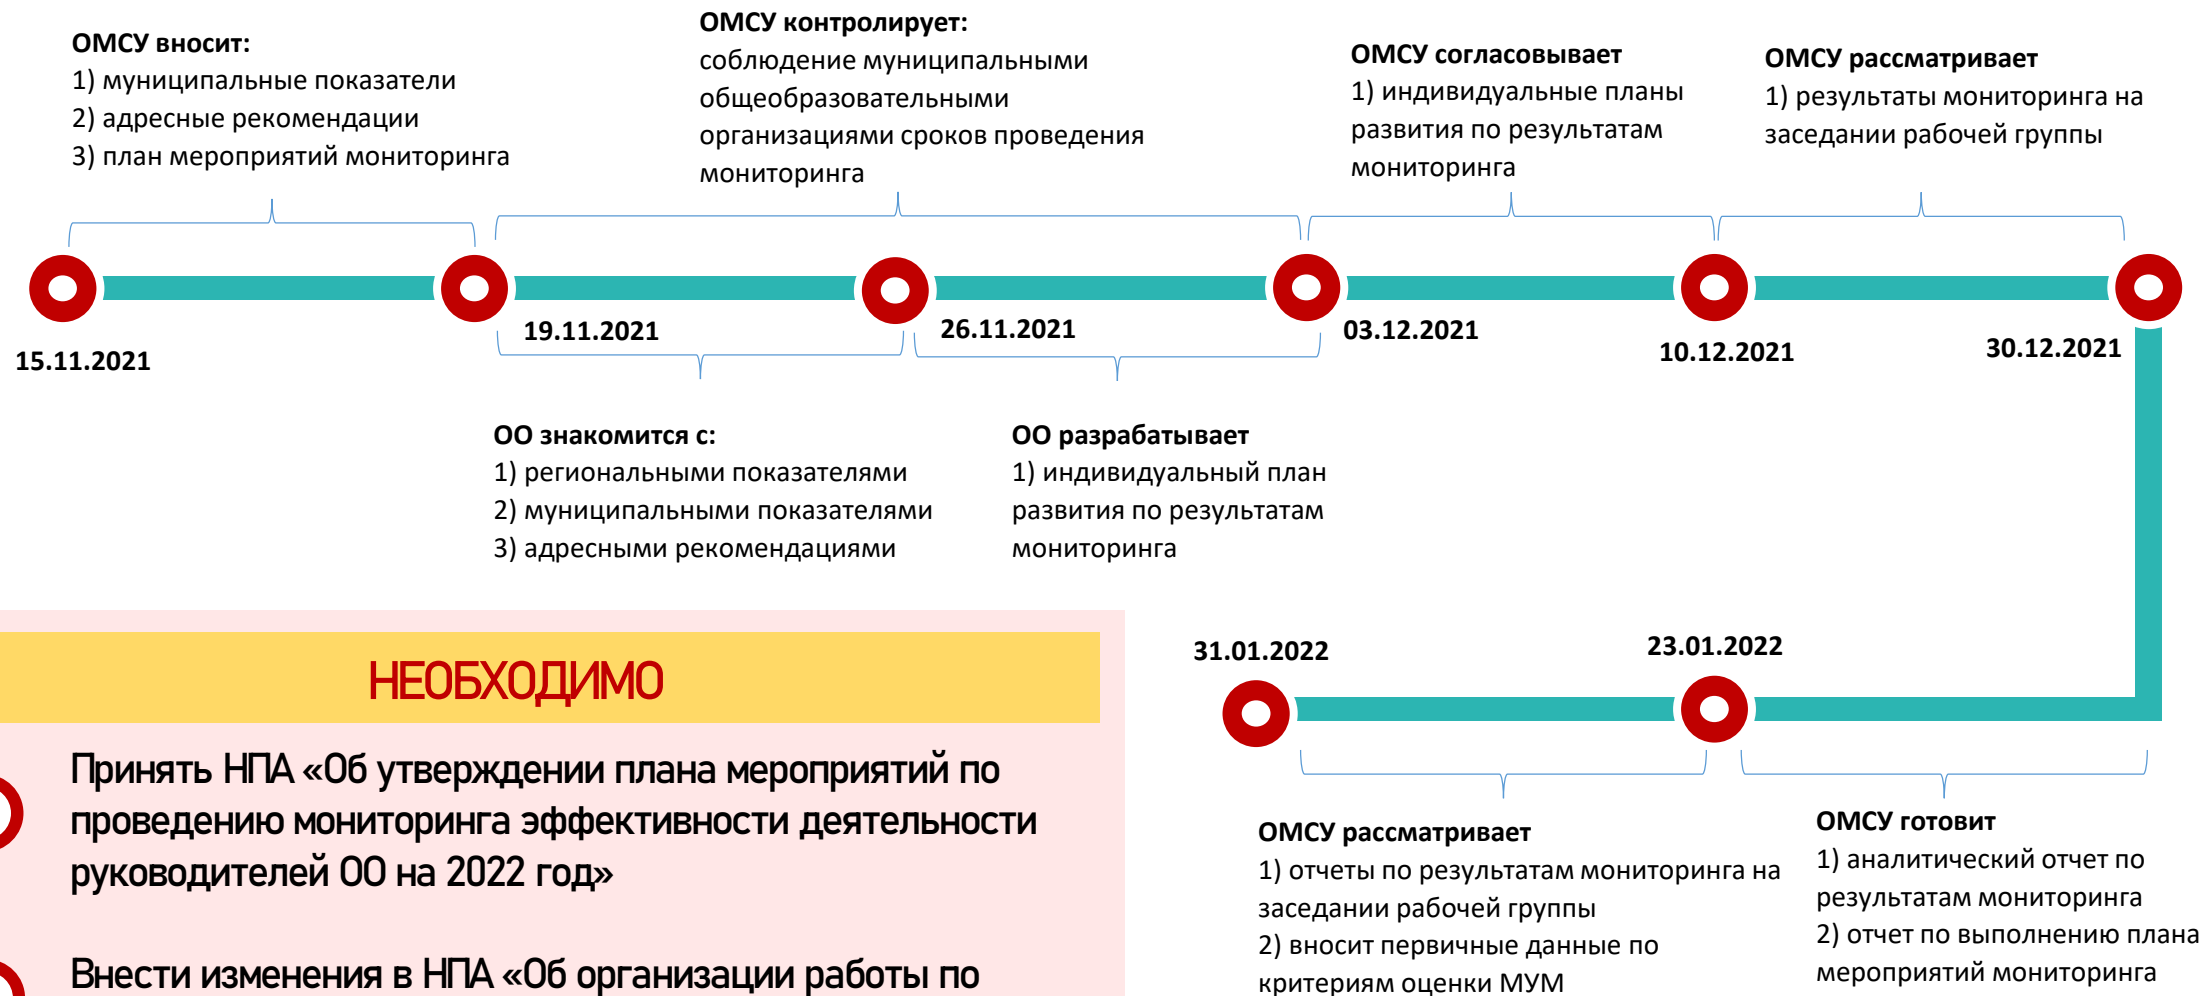 ОМСУ вносит:
1) муниципальные показатели
2) адресные рекомендации
3) план мероприятий мониторинга
ОМСУ контролирует:
соблюдение муниципальными
общеобразовательными
организациями сроков проведения
мониторинга
ОМСУ согласовывает
1) индивидуальные планы
развития по результатам
мониторинга
ОМСУ рассматривает
1) результаты мониторинга на
заседании рабочей группы
15.11.2021
19.11.2021
26.11.2021
03.12.2021
10.12.2021
30.12.2021
ОО знакомится с:
1) региональными показателями
2) муниципальными показателями
3) адресными рекомендациями
ОО разрабатывает
1) индивидуальный план
развития по результатам
мониторинга
31.01.2022
23.01.2022
ОМСУ рассматривает
1) отчеты по результатам мониторинга на
заседании рабочей группы
2) вносит первичные данные по
критериям оценки МУМ
ОМСУ готовит
1) аналитический отчет по
результатам мониторинга
2) отчет по выполнению плана
мероприятий мониторинга
НЕОБХОДИМО
Принять НПА «Об утверждении плана мероприятий по
проведению мониторинга эффективности деятельности
руководителей ОО на 2022 год»
Внести изменения в НПА «Об организации работы по